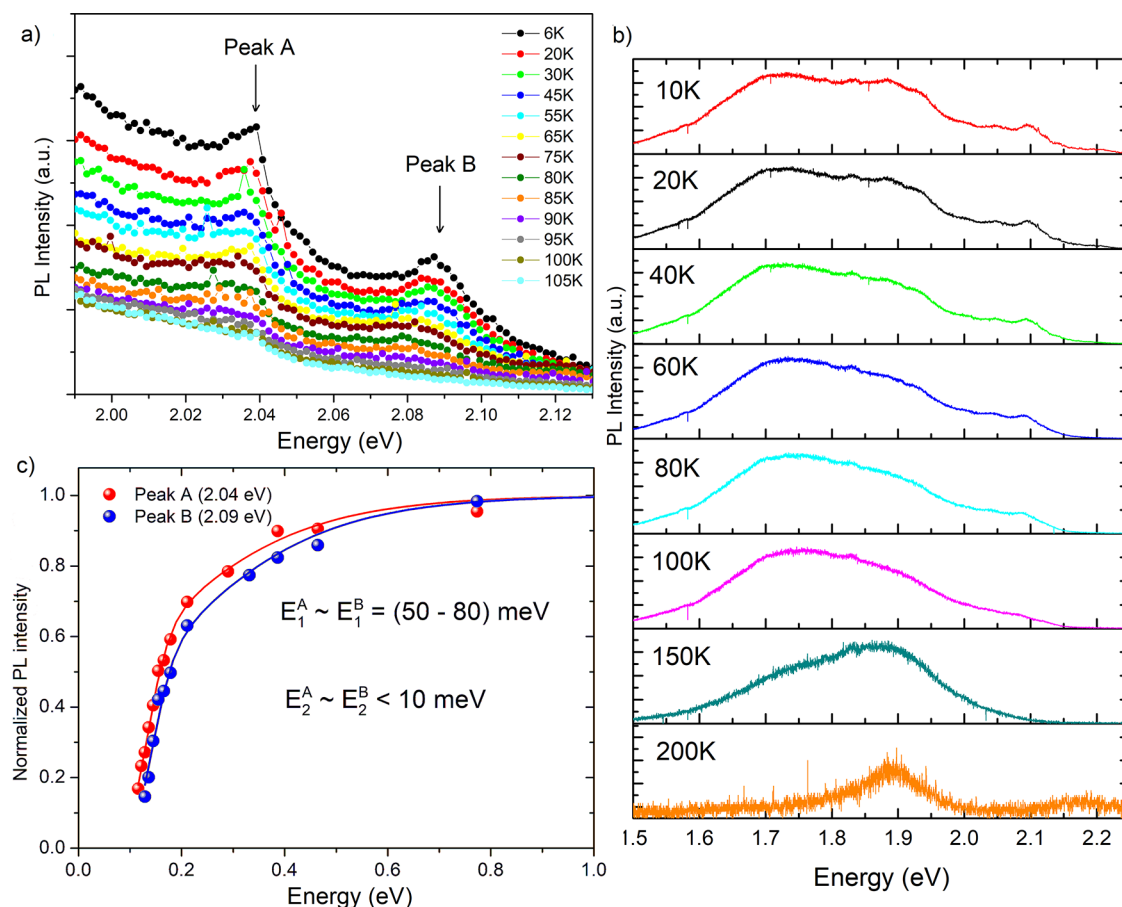 a)
Peak A
Peak B
6K
20K
30K
45K
55K
65K
75K
80K
85K
90K
95K
100K
105K
PL Intensity (a.u.)
2.00 2.02 2.04 2.06 2.08 2.10 2.12
Energy (eV)
b)
10K
20K
40K
60K
80K
100K
150K
200K
PL Intensity (a.u.)
1.5 1.6 1.7 1.8 1.9 2.0 2.1 2.2
Energy (eV)
c)
Peak A (2.04 eV)
Peak B (2.09 eV)
E₁ᴬ ~ E₁ᴮ = (50 - 80) meV
E₂ᴬ ~ E₂ᴮ < 10 meV
Normalized PL intensity
1.0
0.8
0.6
0.4
0.2
0.0
0.0 0.2 0.4 0.6 0.8 1.0
Energy (eV)